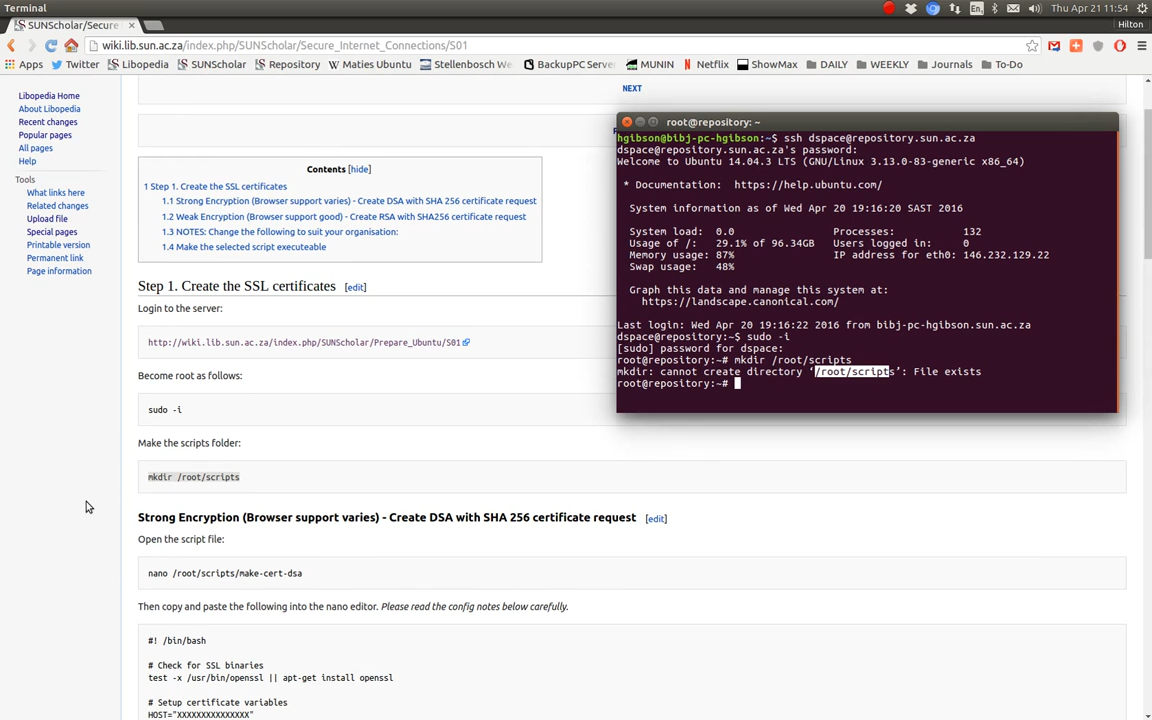 Terminal
En
Thu Apr 21 11:54
SUNScholar/Secure
Hilton
wiki.lib.sun.ac.za/index.php/SUNScholar/Secure_Internet_Connections/S01
Apps
Twitter
Libopedia
SUNScholar
Repository
Maties Ubuntu
Stellenbosch We
BackupPC Serve
MUNIN
Netflix
ShowMax
DAILY
WEEKLY
Journals
To-Do
Libopedia Home
About Libopedia
Recent changes
Popular pages
All pages
Help
Tools
What links here
Related changes
Upload file
Special pages
Printable version
Permanent link
Page information
NEXT
Contents [hide]
1 Step 1. Create the SSL certificates
1.1 Strong Encryption (Browser support varies) - Create DSA with SHA 256 certificate request
1.2 Weak Encryption (Browser support good) - Create RSA with SHA256 certificate request
1.3 NOTES: Change the following to suit your organisation:
1.4 Make the selected script executeable
Step 1. Create the SSL certificates [edit]
Login to the server:
http://wiki.lib.sun.ac.za/index.php/SUNScholar/Prepare_Ubuntu/S01
Become root as follows:
sudo -i
Make the scripts folder:
mkdir /root/scripts
Strong Encryption (Browser support varies) - Create DSA with SHA 256 certificate request [edit]
Open the script file:
nano /root/scripts/make-cert-dsa
Then copy and paste the following into the nano editor. Please read the config notes below carefully.
#! /bin/bash
# Check for SSL binaries
test -x /usr/bin/openssl || apt-get install openssl
# Setup certificate variables
HOST="XXXXXXXXXXXXXX"
root@repository: ~
hgibson@bibj-pc-hgibson:~$ ssh dspace@repository.sun.ac.za
dspace@repository.sun.ac.za's password:
Welcome to Ubuntu 14.04.3 LTS (GNU/Linux 3.13.0-83-generic x86_64)
* Documentation: https://help.ubuntu.com/
System information as of Wed Apr 20 19:16:20 SAST 2016
System load: 0.0 Processes: 132
Usage of /: 29.1% of 96.34GB Users logged in: 0
Memory usage: 87% IP address for eth0: 146.232.129.22
Swap usage: 48%
Graph this data and manage this system at:
https://landscape.canonical.com/
Last login: Wed Apr 20 19:16:22 2016 from bibj-pc-hgibson.sun.ac.za
dspace@repository:~$ sudo -i
[sudo] password for dspace:
root@repository:~# mkdir /root/scripts
mkdir: cannot create directory ‘/root/scripts’: File exists
root@repository:~#